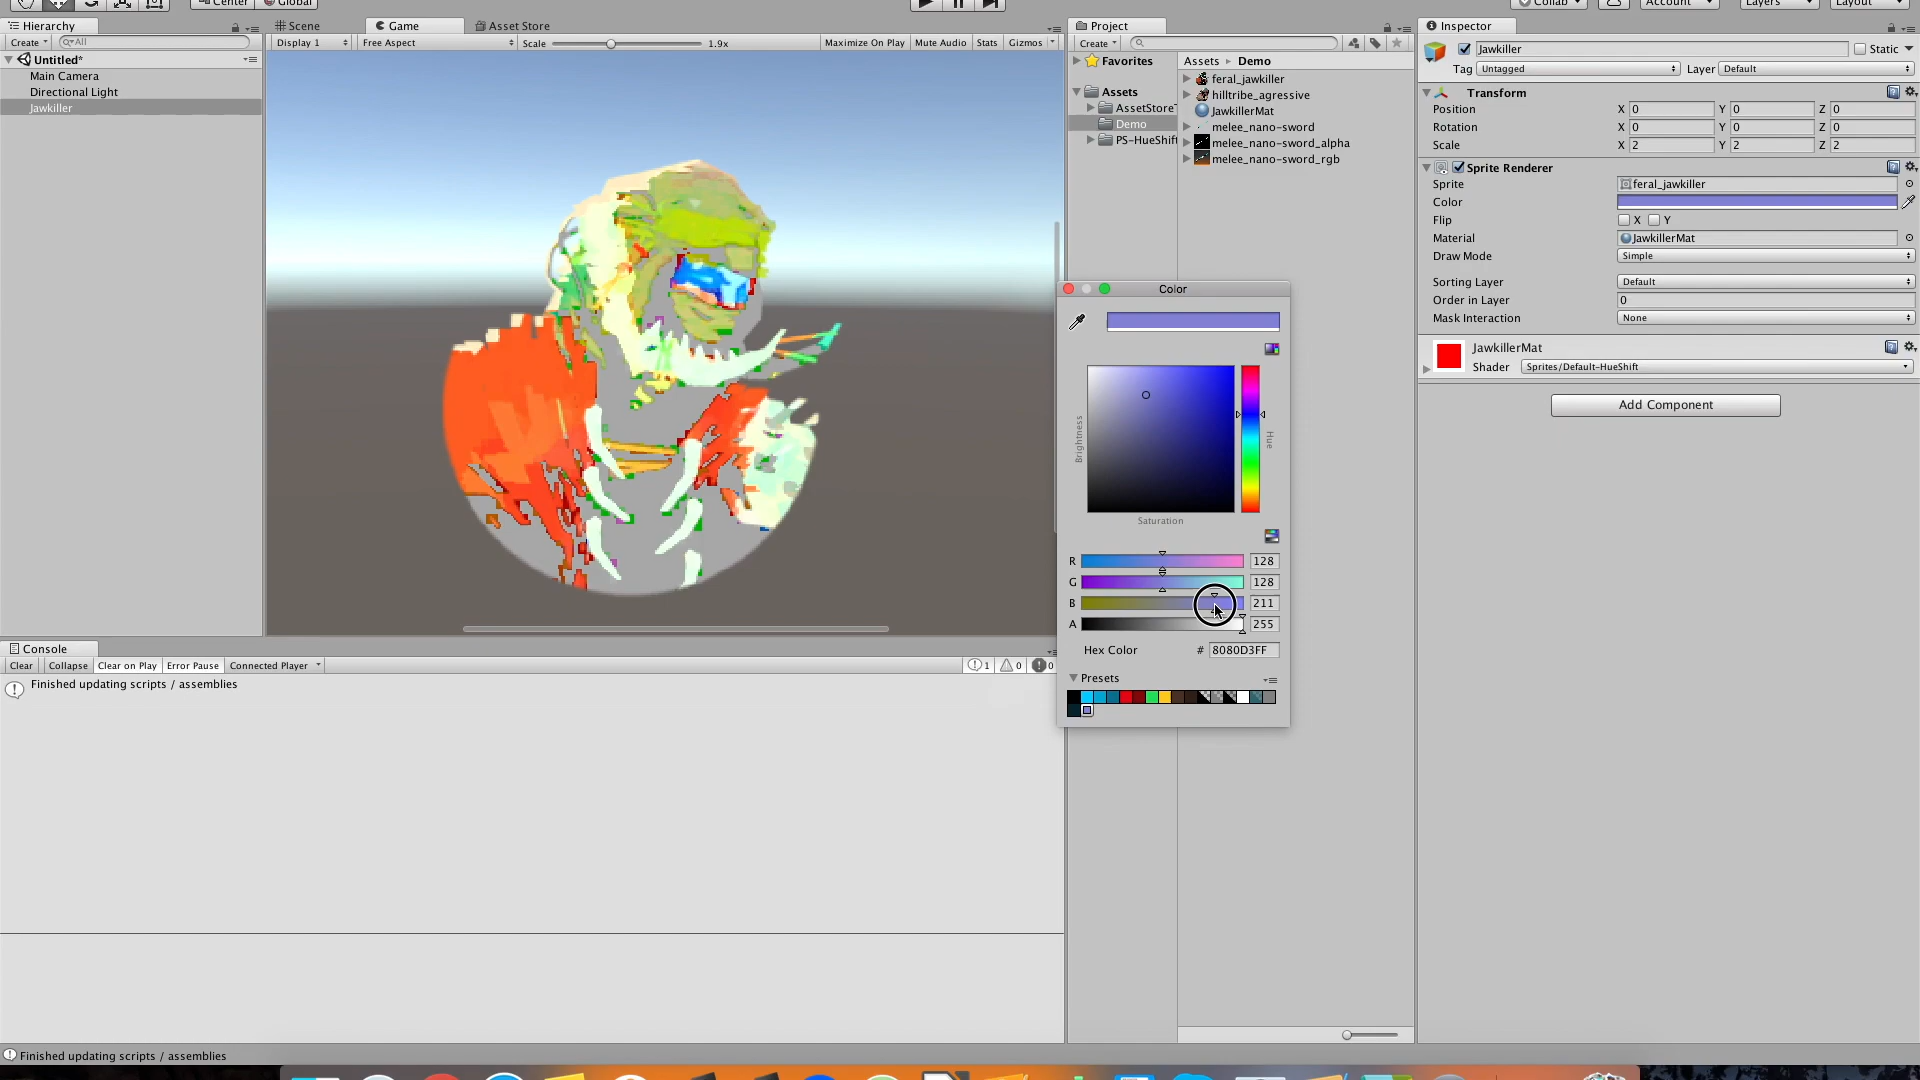 Center
Global
Collab
Account
Layers
Layout
Hierarchy
Create
All
Untitled*
Main Camera
Directional Light
Jawkiller
Scene
Game
Asset Store
Display 1
Free Aspect
Scale
1.9x
Maximize On Play
Mute Audio
Stats
Gizmos
Project
Create
Favorites
Assets
AssetStoreT
Demo
PS-HueShift
Assets
Demo
feral_jawkiller
hilltribe_agressive
JawkillerMat
melee_nano-sword
melee_nano-sword_alpha
melee_nano-sword_rgb
Inspector
Jawkiller
Static
Tag
Untagged
Layer
Default
Transform
Position
X
0
Y
0
Z
0
Rotation
X
0
Y
0
Z
0
Scale
X
2
Y
2
Z
2
Sprite Renderer
Sprite
feral_jawkiller
Color
Flip
X
Y
Material
JawkillerMat
Draw Mode
Simple
Sorting Layer
Default
Order in Layer
0
Mask Interaction
None
JawkillerMat
Shader
Sprites/Default-HueShift
Add Component
Color
Brightness
Hue
Saturation
R
128
G
128
B
211
A
255
Hex Color
#
8080D3FF
Presets
Console
Clear
Collapse
Clear on Play
Error Pause
Connected Player
1
0
0
Finished updating scripts / assemblies
Finished updating scripts / assemblies